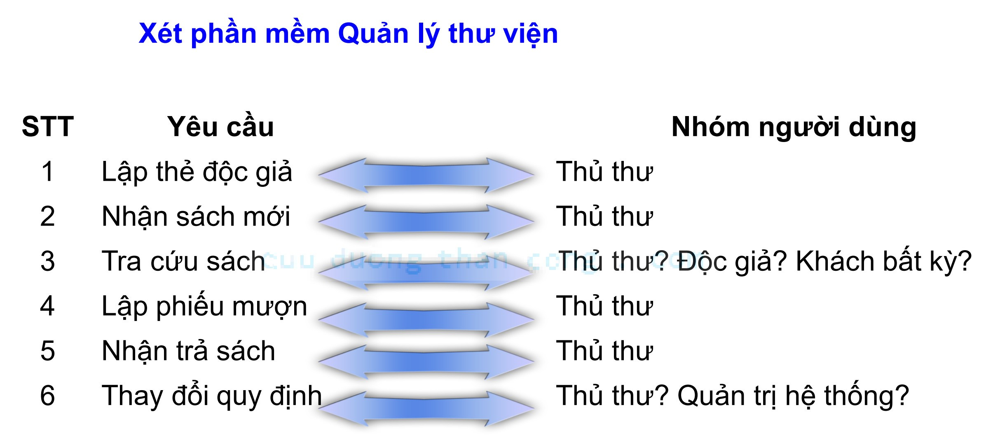 Xét phần mềm Quản lý thư viện
STT Yêu cầu Nhóm người dùng
1 Lập thẻ độc giả Thủ thư
2 Nhận sách mới Thủ thư
3 Tra cứu sách Thủ thư? Độc giả? Khách bất kỳ?
cuu duong than cong . com
4 Lập phiếu mượn Thủ thư
5 Nhận trả sách Thủ thư
6 Thay đổi quy định Thủ thư? Quản trị hệ thống?